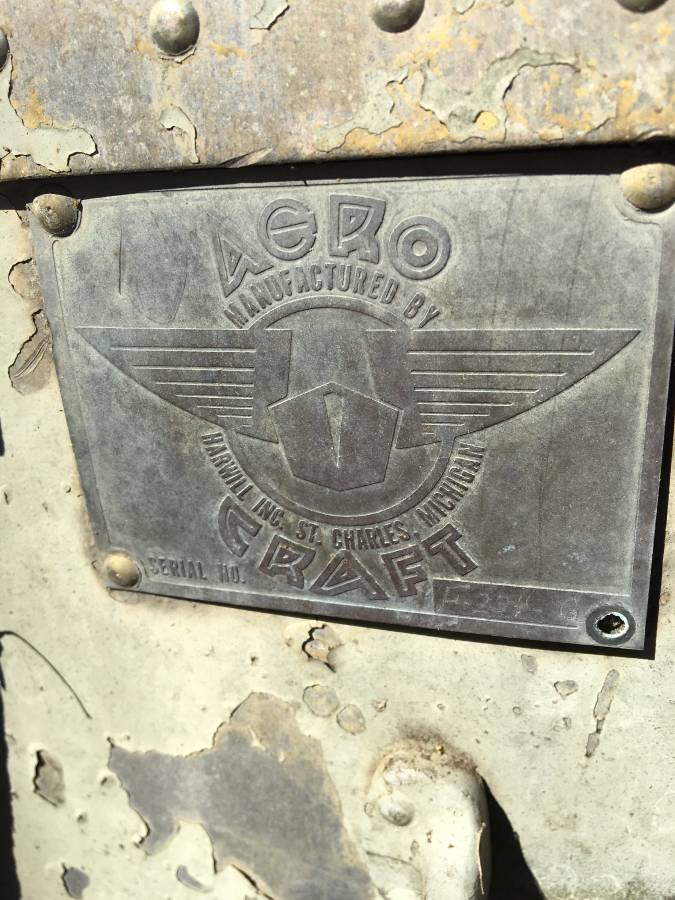 AERO
MANUFACTURED BY
HARWILL INC. ST. CHARLES, MICHIGAN
CRAFT
SERIAL NO.